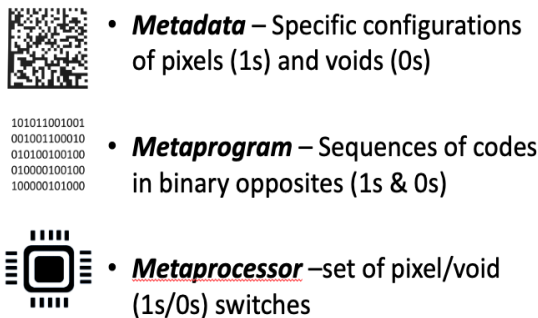 • Metadata – Specific configurations
of pixels (1s) and voids (0s)
101011001001
001001100010
010100100100
010000100100
100000101000
• Metaprogram – Sequences of codes
in binary opposites (1s & 0s)
• Metaprocessor –set of pixel/void
(1s/0s) switches